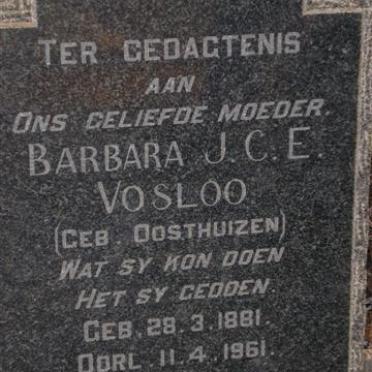 TER GEDAGTENIS
AAN
ONS GELIEFDE MOEDER.
BARBARA J.C.E.
VOSLOO
(GEB. OOSTHUIZEN)
WAT SY KON DOEN
HET SY GEDOEN.
GEB. 28.3.1881.
OORL. 11.4.1961.